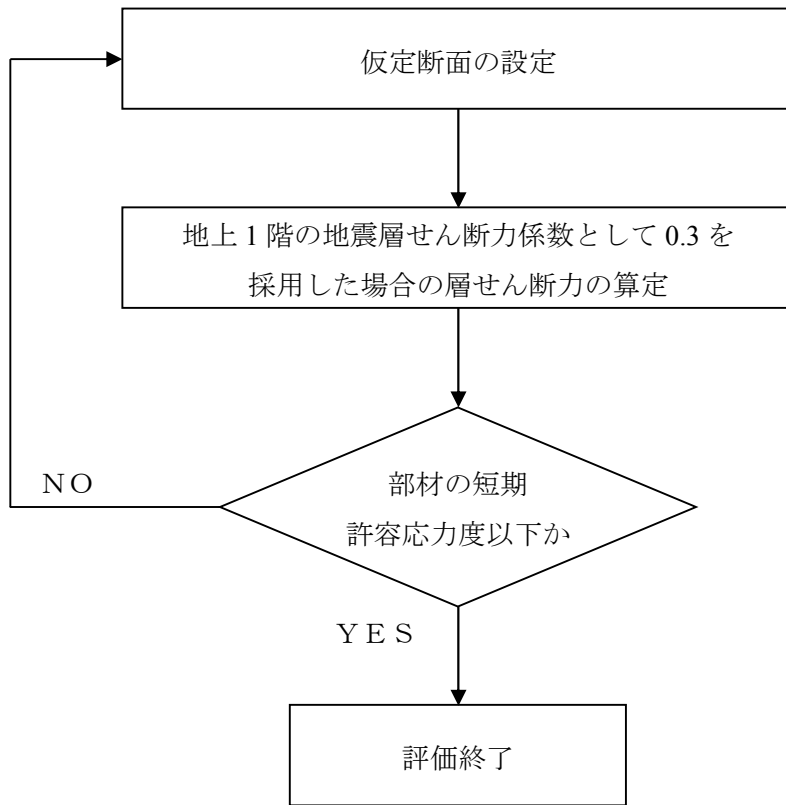 仮定断面の設定
地上 1 階の地震層せん断力係数として 0.3 を
採用した場合の層せん断力の算定
部材の短期
許容応力度以下か
ＮＯ
ＹＥＳ
評価終了